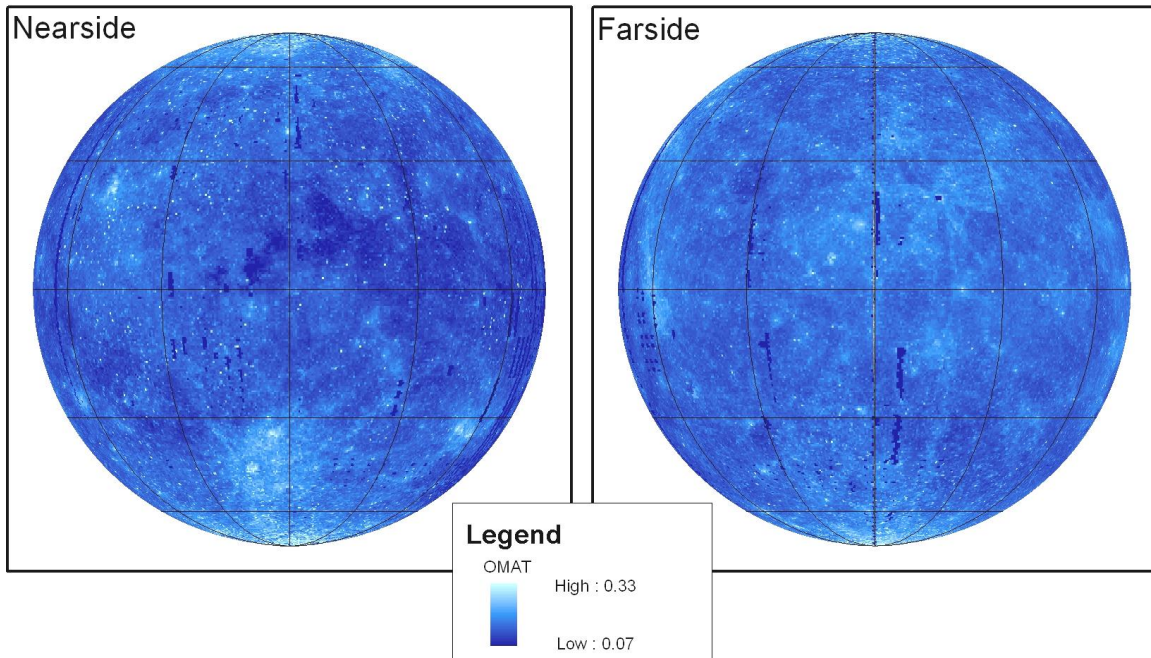 Nearside
Farside
Legend
OMAT
High : 0.33
Low : 0.07